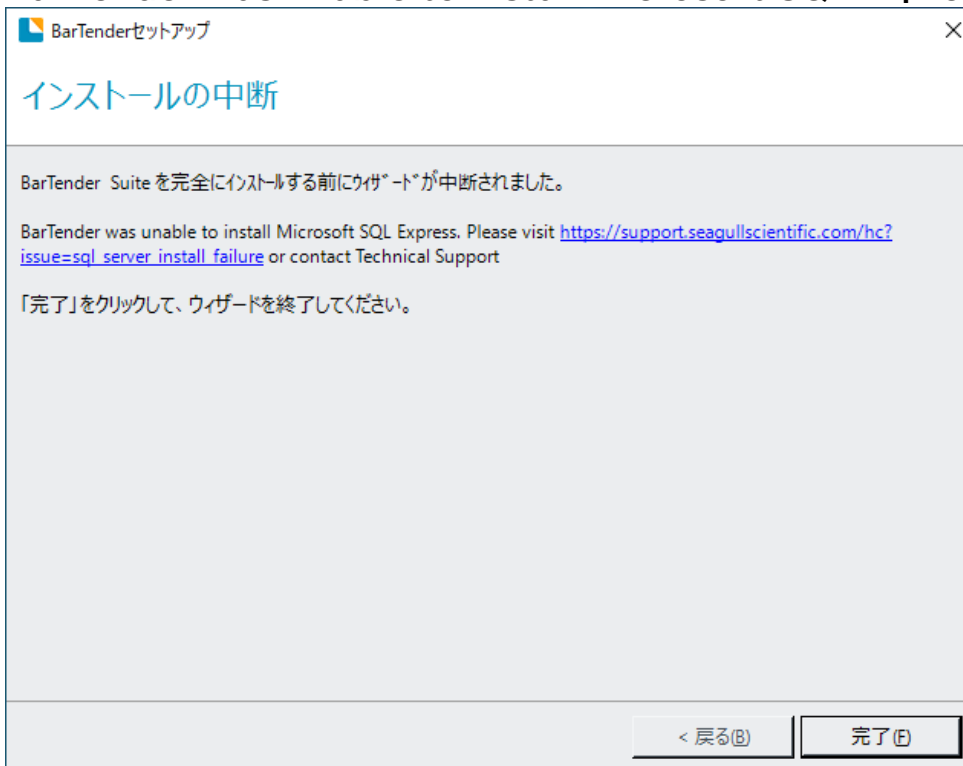 BarTenderセットアップ
インストールの中断
BarTender Suite を完全にインストールする前にウィザードが中断されました。
BarTender was unable to install Microsoft SQL Express. Please visit https://support.seagullscientific.com/hc?
issue=sql_server_install_failure or contact Technical Support
「完了」をクリックして、ウィザードを終了してください。
< 戻る(B)
完了(F)